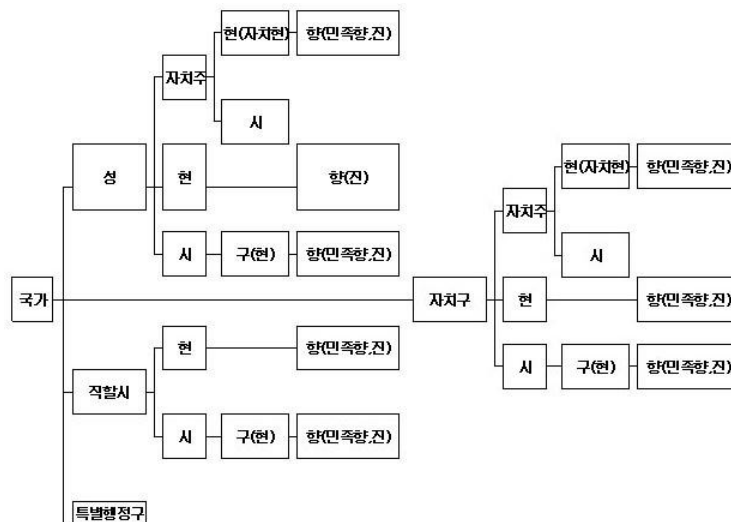 현(자치현) 향(민족향,진)
자치주
시
성 현 향(진)
시 구(현) 향(민족향,진)
현(자치현) 향(민족향,진)
자치주
시
국가 자치구 현 향(민족향,진)
시 구(현) 향(민족향,진)
현 향(민족향,진)
직할시
시 구(현) 향(민족향,진)
특별행정구